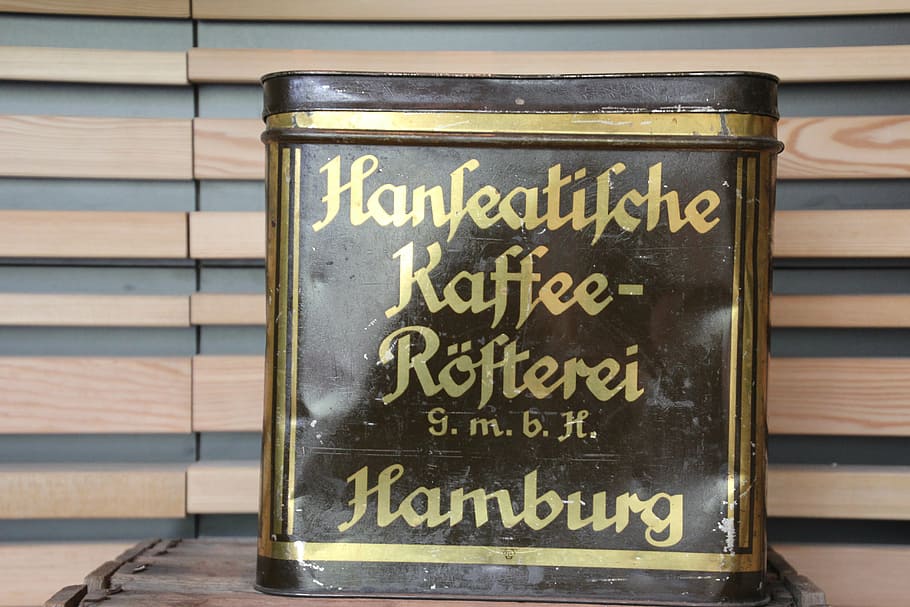 Hanſeatiſche
Kaffee-
Röſterei
G. m. b. H.
Hamburg